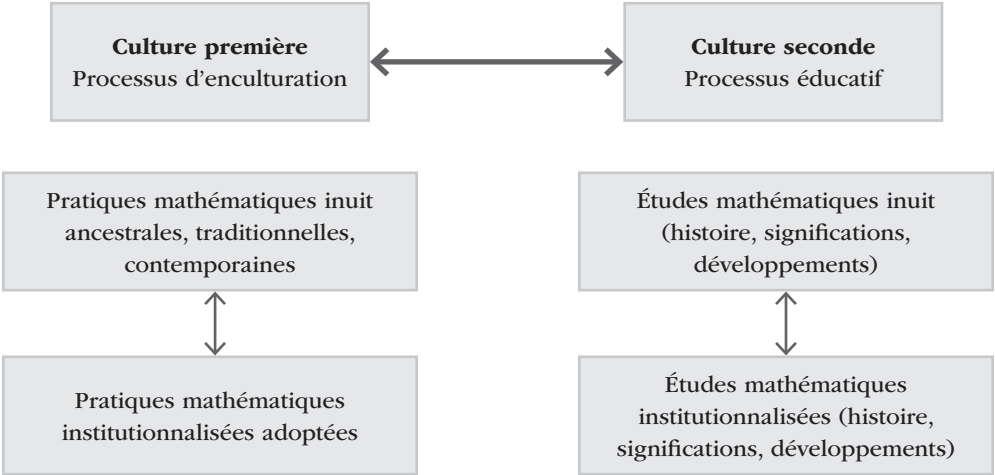 Culture première
Processus d'enculturation
Culture seconde
Processus éducatif
Pratiques mathématiques inuit
ancestrales, traditionnelles,
contemporaines
Études mathématiques inuit
(histoire, significations,
développements)
Pratiques mathématiques
institutionnalisées adoptées
Études mathématiques
institutionnalisées (histoire,
significations, développements)